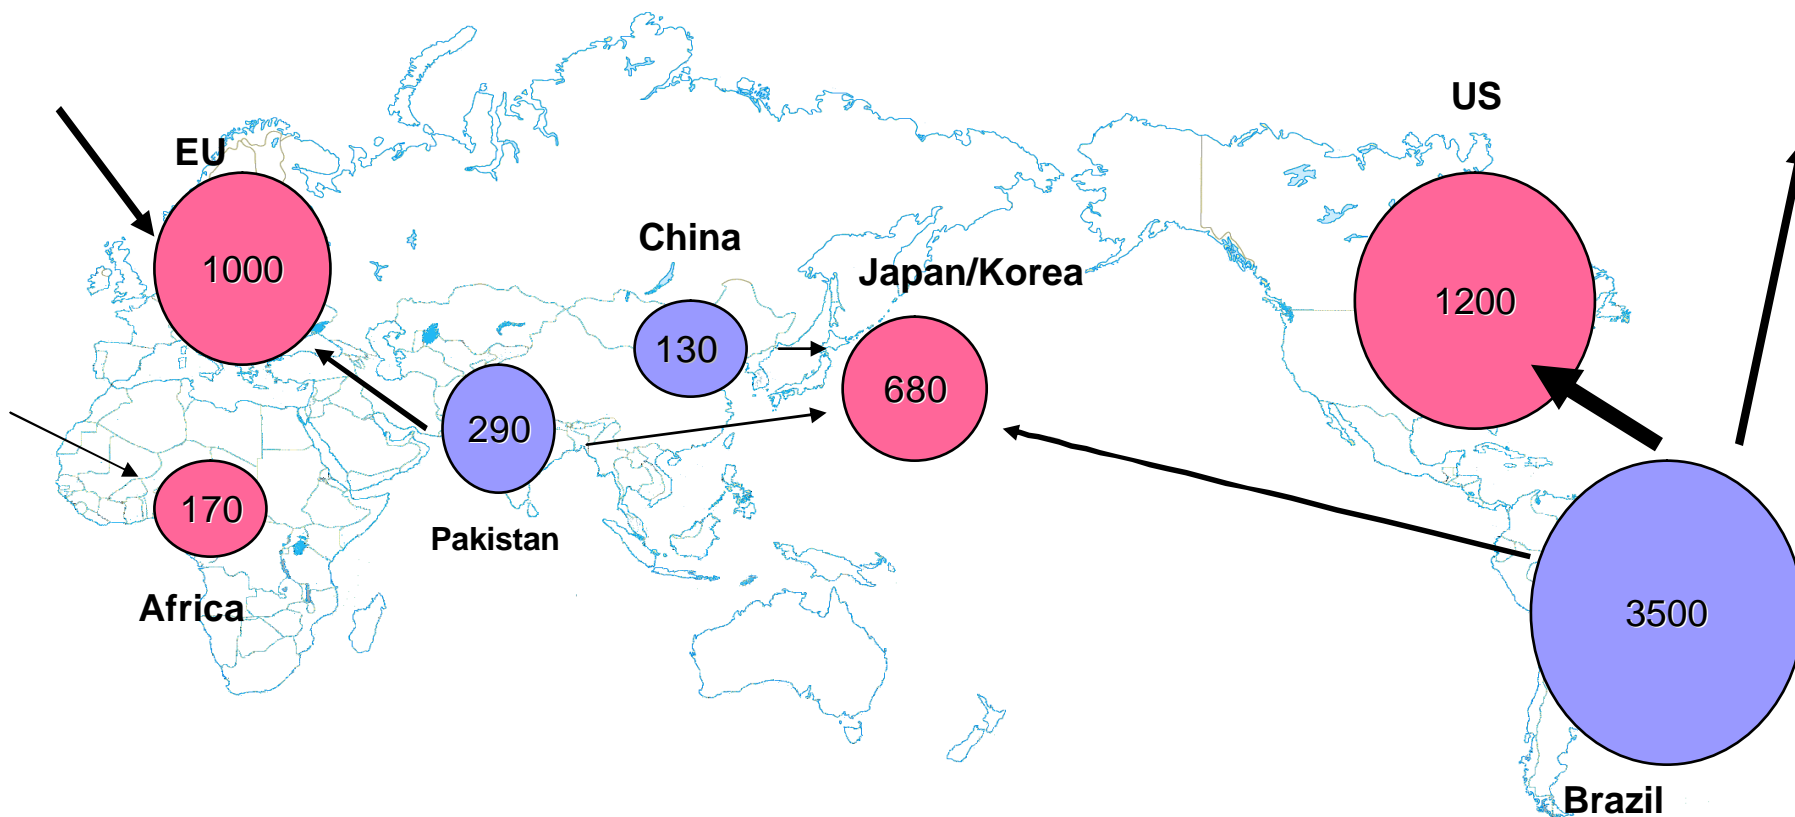 US
EU
China
1000
Japan/Korea
1200
130
680
290
170
Pakistan
Africa
3500
Brazil